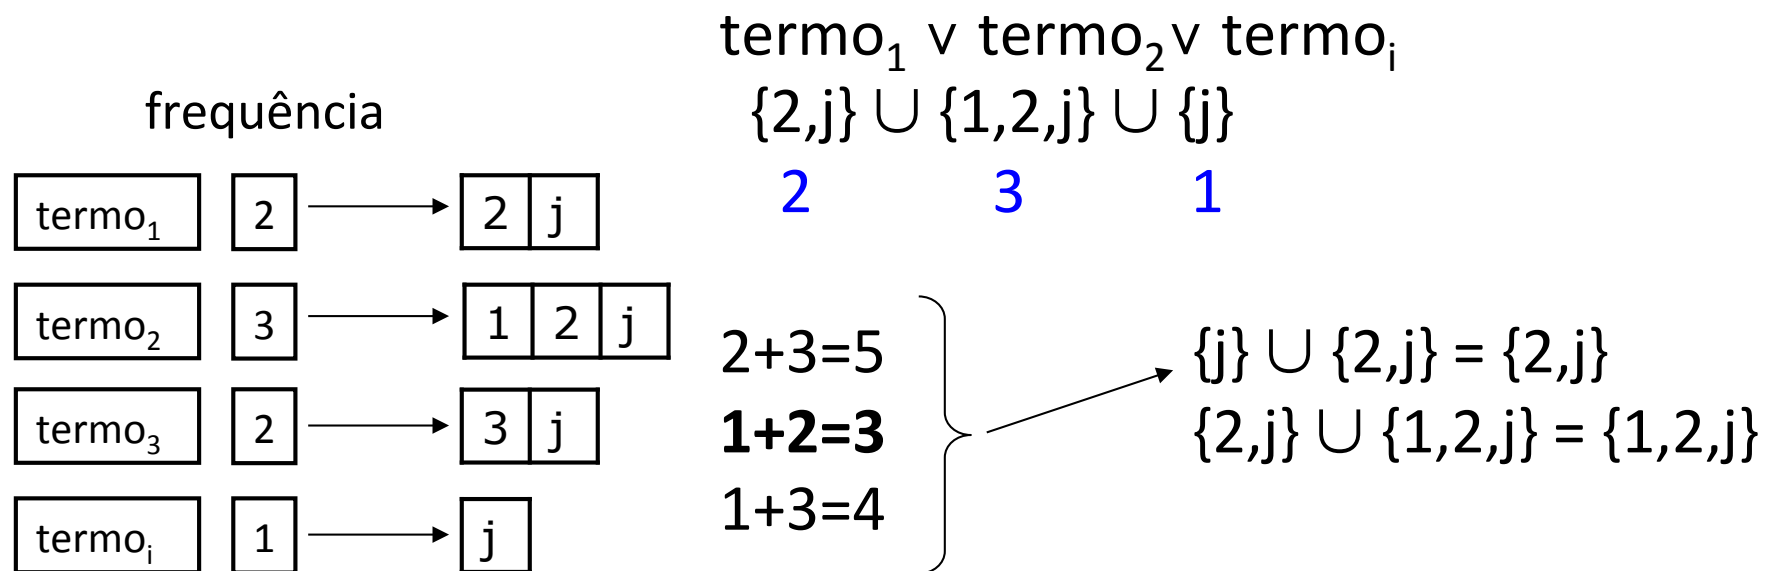 termo₁ ∨ termo₂ ∨ termoᵢ
{2,j} ∪ {1,2,j} ∪ {j}
2 3 1
frequência
termo₁ 2 2 j
termo₂ 3 1 2 j
termo₃ 2 3 j
termoᵢ 1 j
2+3=5
1+2=3
1+3=4
{j} ∪ {2,j} = {2,j}
{2,j} ∪ {1,2,j} = {1,2,j}